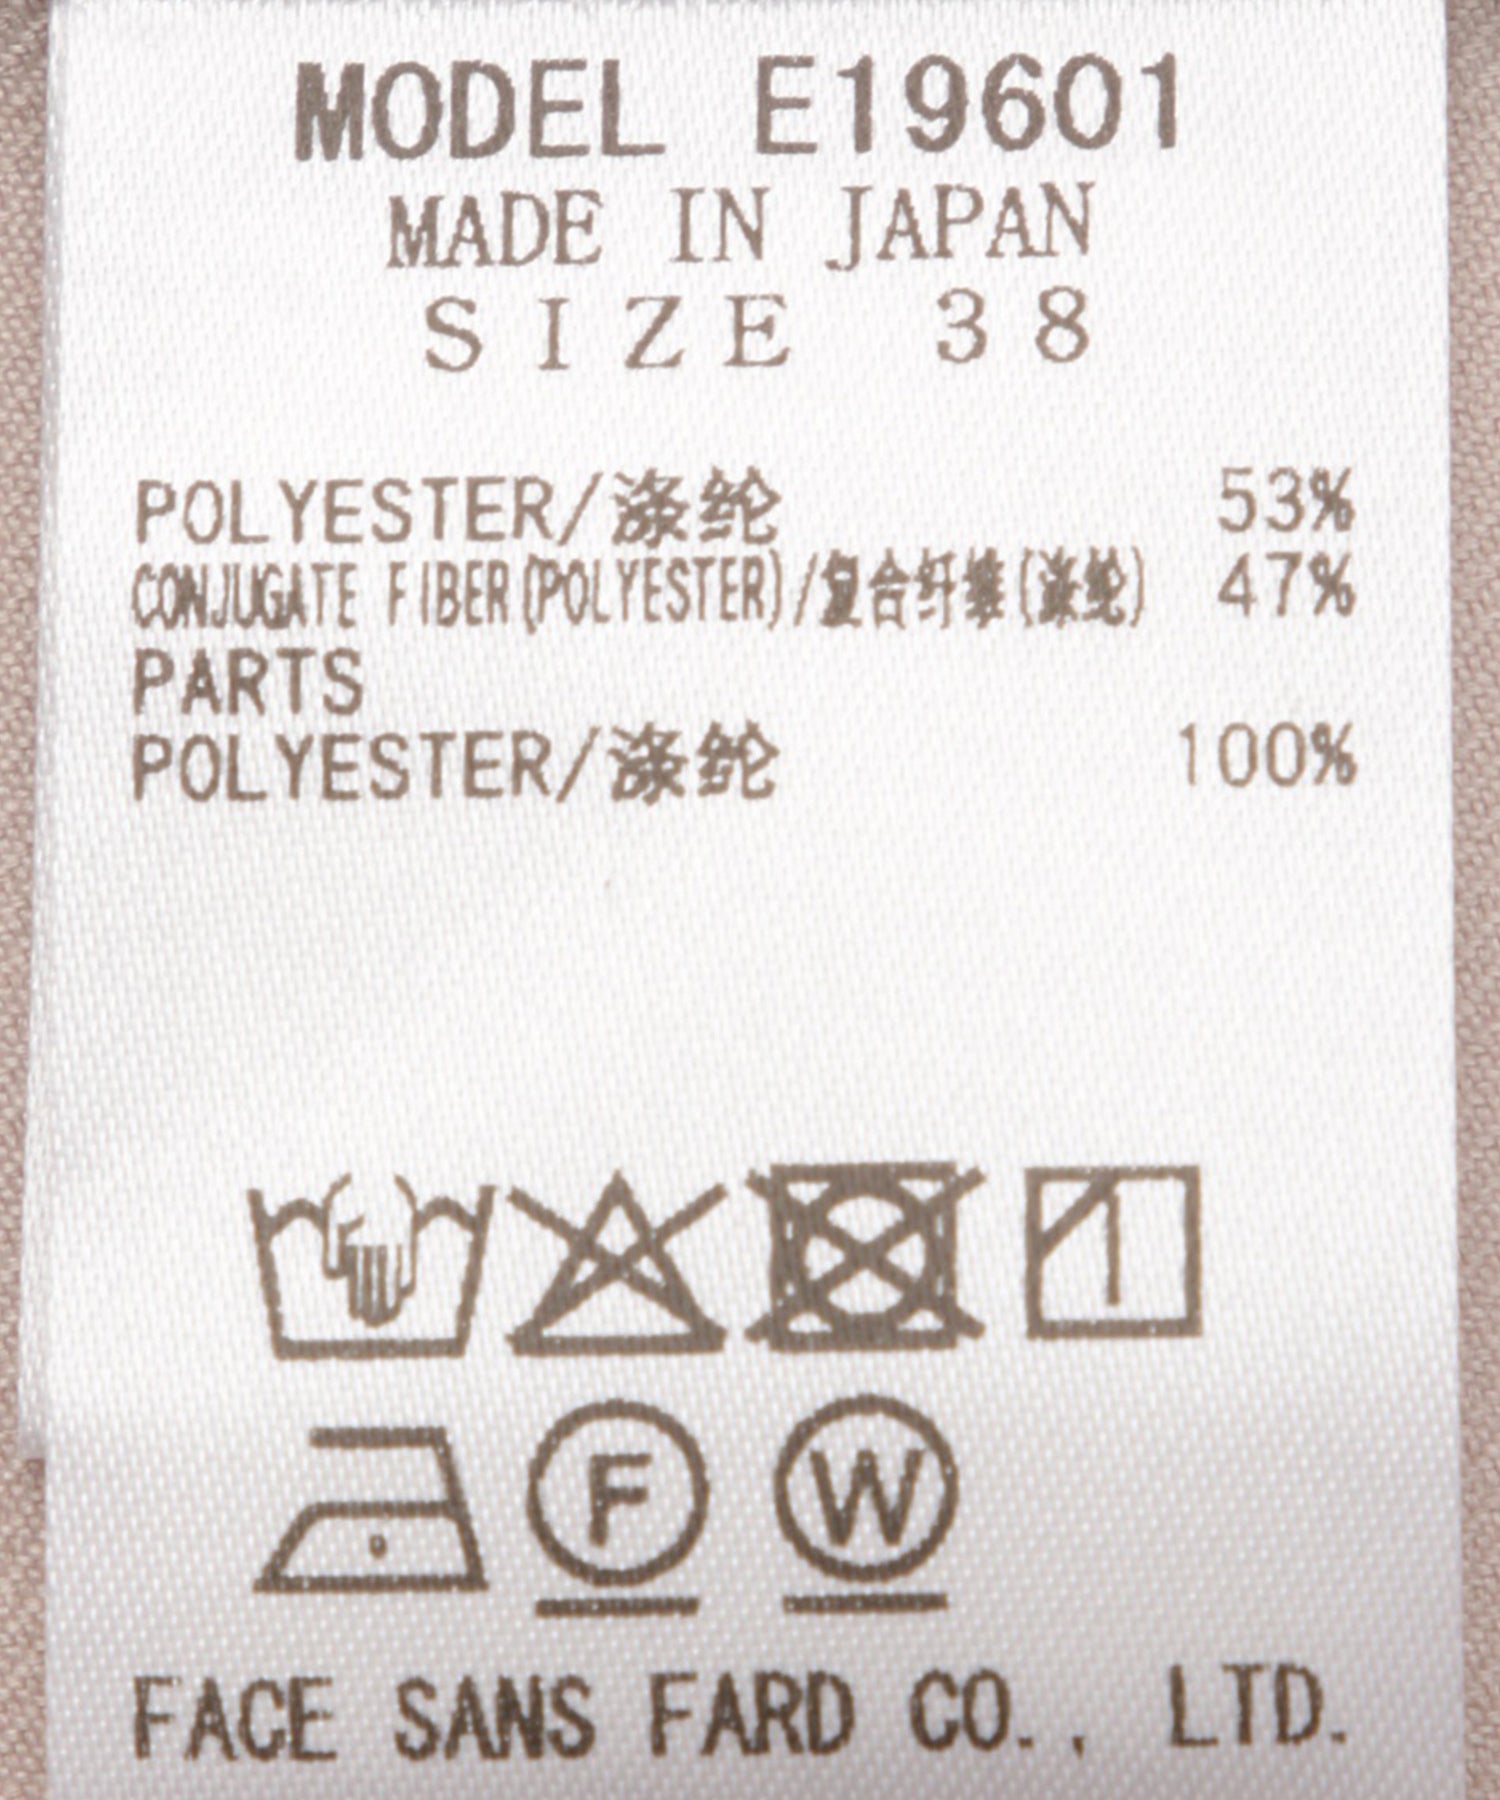 MODEL E19601
MADE IN JAPAN
SIZE 38
POLYESTER/涤纶 53%
CONJUGATE FIBER(POLYESTER)/复合纤维(涤纶) 47%
PARTS
POLYESTER/涤纶 100%
F W
FACE SANS FARD CO., LTD.